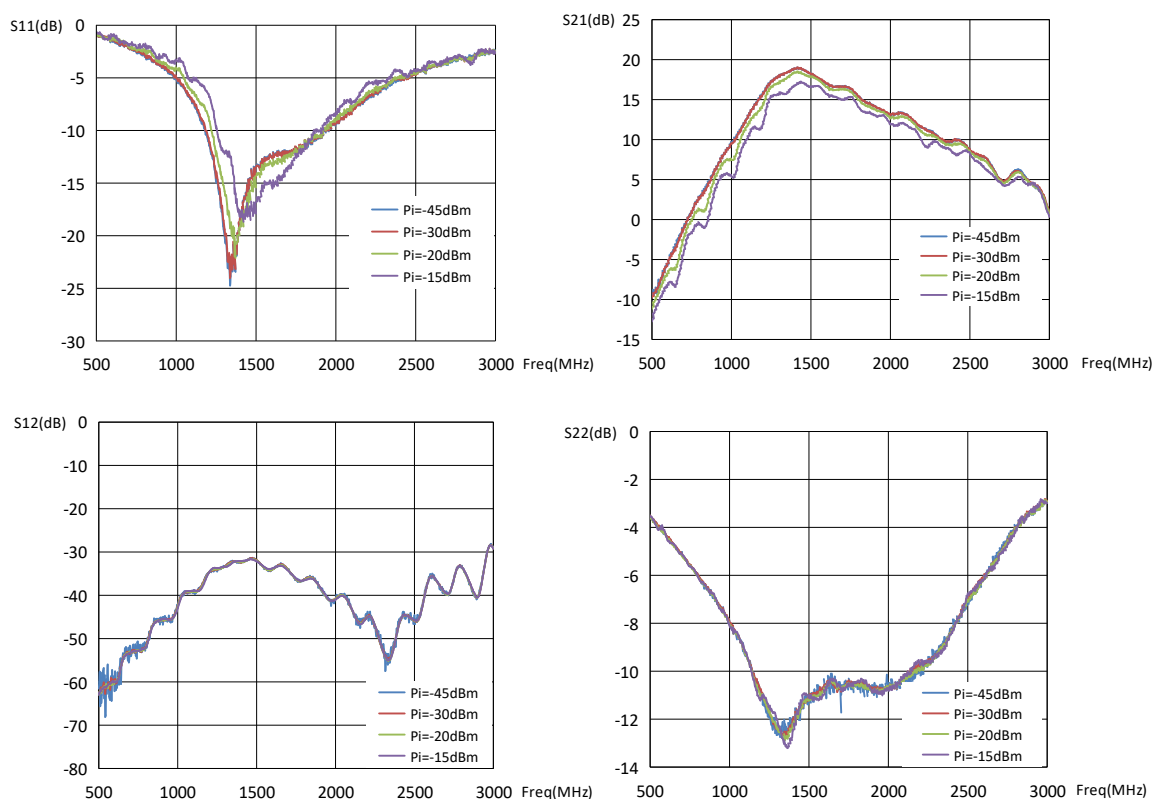 S11(dB)
0
-5
-10
-15
-20
-25
-30
500 1000 1500 2000 2500 3000 Freq(MHz)
Pi=-45dBm
Pi=-30dBm
Pi=-20dBm
Pi=-15dBm
S21(dB)
25
20
15
10
5
0
-5
-10
-15
500 1000 1500 2000 2500 3000 Freq(MHz)
Pi=-45dBm
Pi=-30dBm
Pi=-20dBm
Pi=-15dBm
S12(dB)
0
-10
-20
-30
-40
-50
-60
-70
-80
500 1000 1500 2000 2500 3000 Freq(MHz)
Pi=-45dBm
Pi=-30dBm
Pi=-20dBm
Pi=-15dBm
S22(dB)
0
-2
-4
-6
-8
-10
-12
-14
500 1000 1500 2000 2500 3000 Freq(MHz)
Pi=-45dBm
Pi=-30dBm
Pi=-20dBm
Pi=-15dBm